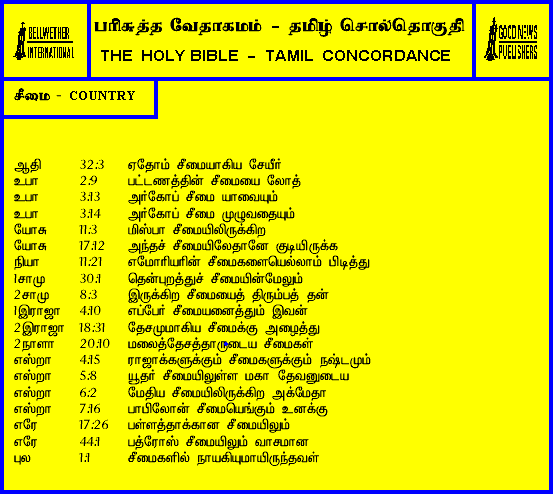 BELLWETHER
INTERNATIONAL
பரிசுத்த வேதாகமம் - தமிழ் சொல்தொகுதி
THE HOLY BIBLE - TAMIL CONCORDANCE
GOOD NEWS
PUBLISHERS
சீமை - COUNTRY
ஆதி 32:3 ஏதோம் சீமையாகிய சேயீர்
உபா 2:9 பட்டணத்தின் சீமையை லோத்
உபா 3:13 அர்கோப் சீமை யாவையும்
உபா 3:14 அர்கோப் சீமை முழுவதையும்
யோசு 11:3 மிஸ்பா சீமையிலிருக்கிற
யோசு 17:12 அந்தச் சீமையிலேதானே குடியிருக்க
நியா 11:21 எமோரியரின் சீமைகளையெல்லாம் பிடித்து
1சாமு 30:1 தென்புறத்துச் சீமையின்மேலும்
2சாமு 8:3 இருக்கிற சீமையைத் திரும்பத் தன்
1இராஜா 4:10 எப்பேர் சீமையனைத்தும் இவன்
2இராஜா 18:31 தேசமுமாகிய சீமைக்கு அழைத்து
2நாளா 20:10 மலைத்தேசத்தாருடைய சீமைகள்
எஸ்றா 4:15 ராஜாக்களுக்கும் சீமைகளுக்கும் நஷ்டமும்
எஸ்றா 5:8 யூதர் சீமையிலுள்ள மகா தேவனுடைய
எஸ்றா 6:2 மேதிய சீமையிலிருக்கிற அக்மேதா
எஸ்றா 7:16 பாபிலோன் சீமையெங்கும் உனக்கு
எரே 17:26 பள்ளத்தாக்கான சீமையிலும்
எரே 44:1 பத்ரோஸ் சீமையிலும் வாசமான
புல 1:1 சீமைகளில் நாயகியுமாயிருந்தவள்